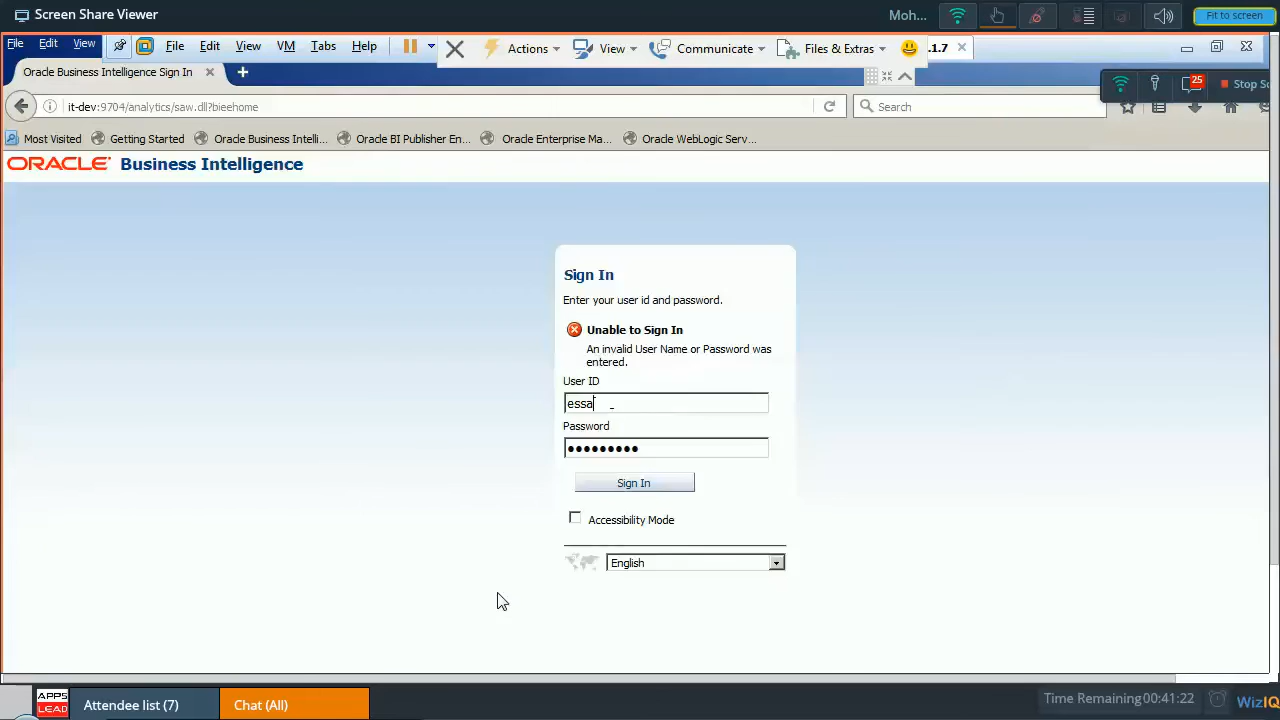 Screen Share Viewer
Moh...
Fit to screen
File Edit View
File Edit View VM Tabs Help
Actions View Communicate Files & Extras
.1.7
Oracle Business Intelligence Sign In
25
Stop
it-dev:9704/analytics/saw.dll?bieehome
Search
Most Visited Getting Started Oracle Business Intelli... Oracle BI Publisher En... Oracle Enterprise Ma... Oracle WebLogic Serv...
ORACLE Business Intelligence
Sign In
Enter your user id and password.
Unable to Sign In
An invalid User Name or Password was
entered.
User ID
essa
Password
Sign In
Accessibility Mode
English
APPS
LEAD
Attendee list (7)
Chat (All)
Time Remaining00:41:22
WizIQ